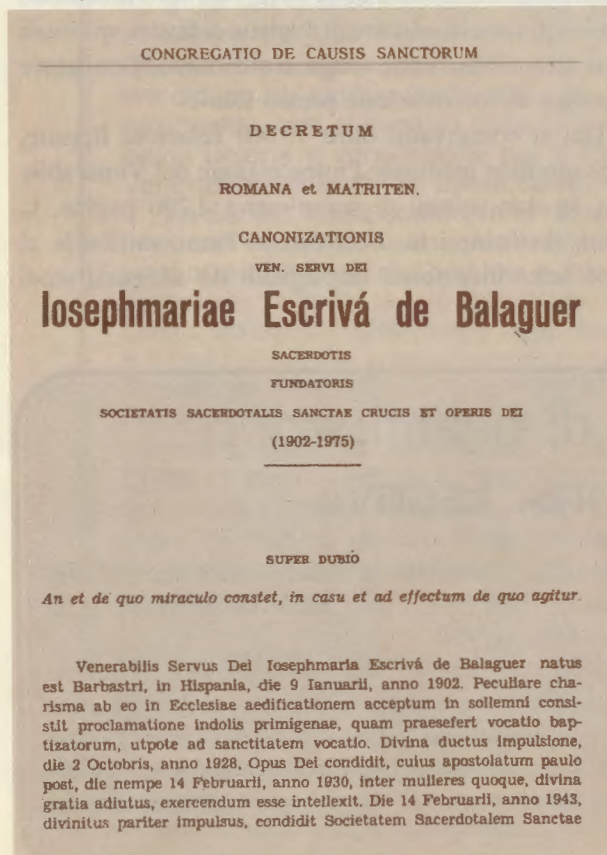 CONGREGATIO DE CAUSIS SANCTORUM
DECRETUM
ROMANA et MATRITEN.
CANONIZATIONIS
VEN. SERVI DEI
Iosephmariae Escrivá de Balaguer
SACERDOTIS
FUNDATORIS
SOCIETATIS SACERDOTALIS SANCTAE CRUCIS ET OPERIS DEI
(1902-1975)
SUPER DUBIO
An et de quo miraculo constet, in casu et ad effectum de quo agitur.
Venerabilis Servus Dei Iosephmaria Escrivá de Balaguer natus
est Barbastri, in Hispania, die 9 Ianuarii, anno 1902. Peculiare cha-
risma ab eo in Ecclesiae aedificationem acceptum in sollemni consi-
stit proclamatione indolis primigenae, quam praesefert vocatio bap-
tizatorum, utpote ad sanctitatem vocatio. Divina ductus impulsione,
die 2 Octobris, anno 1928, Opus Dei condidit, cuius apostolatum paulo
post, die nempe 14 Februarii, anno 1930, inter mulieres quoque, divina
gratia adiutus, exercendum esse intellexit. Die 14 Februarii, anno 1943,
divinitus pariter impulsus, condidit Societatem Sacerdotalem Sanctae